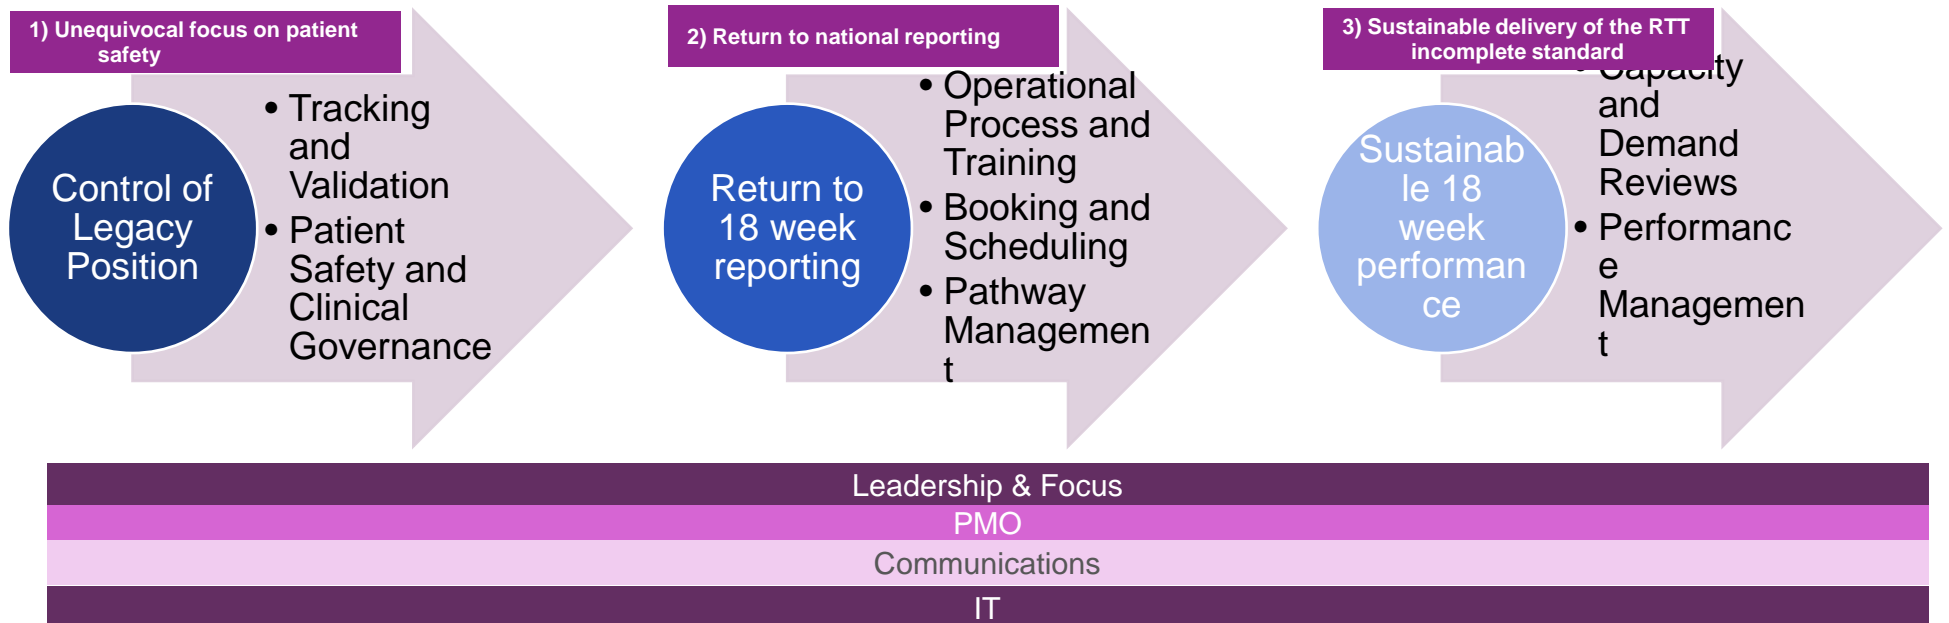 1) Unequivocal focus on patient
safety
Control of
Legacy
Position
• Tracking
and
Validation
• Patient
Safety and
Clinical
Governance
2) Return to national reporting
Return to
18 week
reporting
• Operational
Process and
Training
• Booking and
Scheduling
• Pathway
Managemen
t
3) Sustainable delivery of the RTT
incomplete standard
Sustainab
le 18
week
performan
ce
• Capacity
and
Demand
Reviews
• Performanc
e
Managemen
t
Leadership & Focus
PMO
Communications
IT